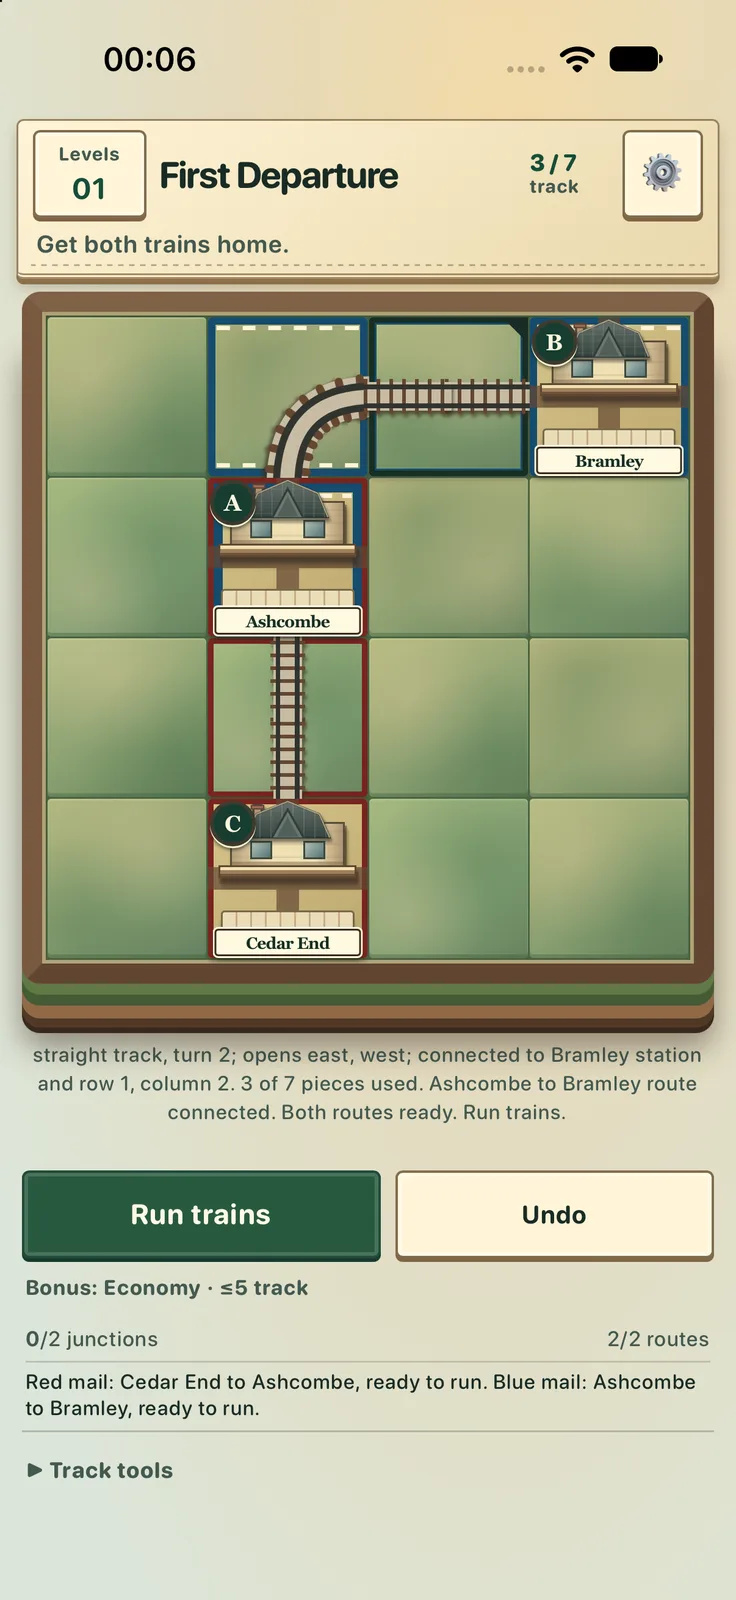 00:06
Levels
01
First Departure
3/7
track
Get both trains home.
B
Bramley
A
Ashcombe
C
Cedar End
straight track, turn 2; opens east, west; connected to Bramley station
and row 1, column 2. 3 of 7 pieces used. Ashcombe to Bramley route
connected. Both routes ready. Run trains.
Run trains
Undo
Bonus: Economy · ≤5 track
0/2 junctions
2/2 routes
Red mail: Cedar End to Ashcombe, ready to run. Blue mail: Ashcombe
to Bramley, ready to run.
Track tools